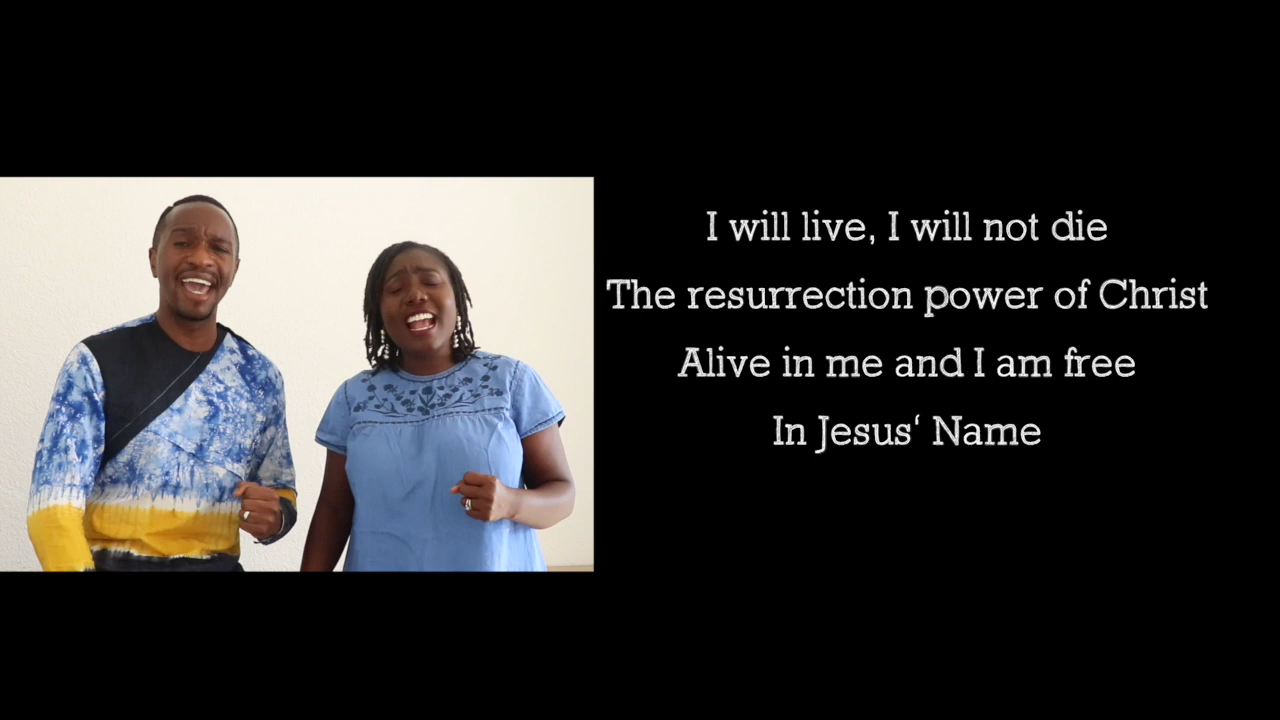 I will live, I will not die
The resurrection power of Christ
Alive in me and I am free
In Jesus‘ Name